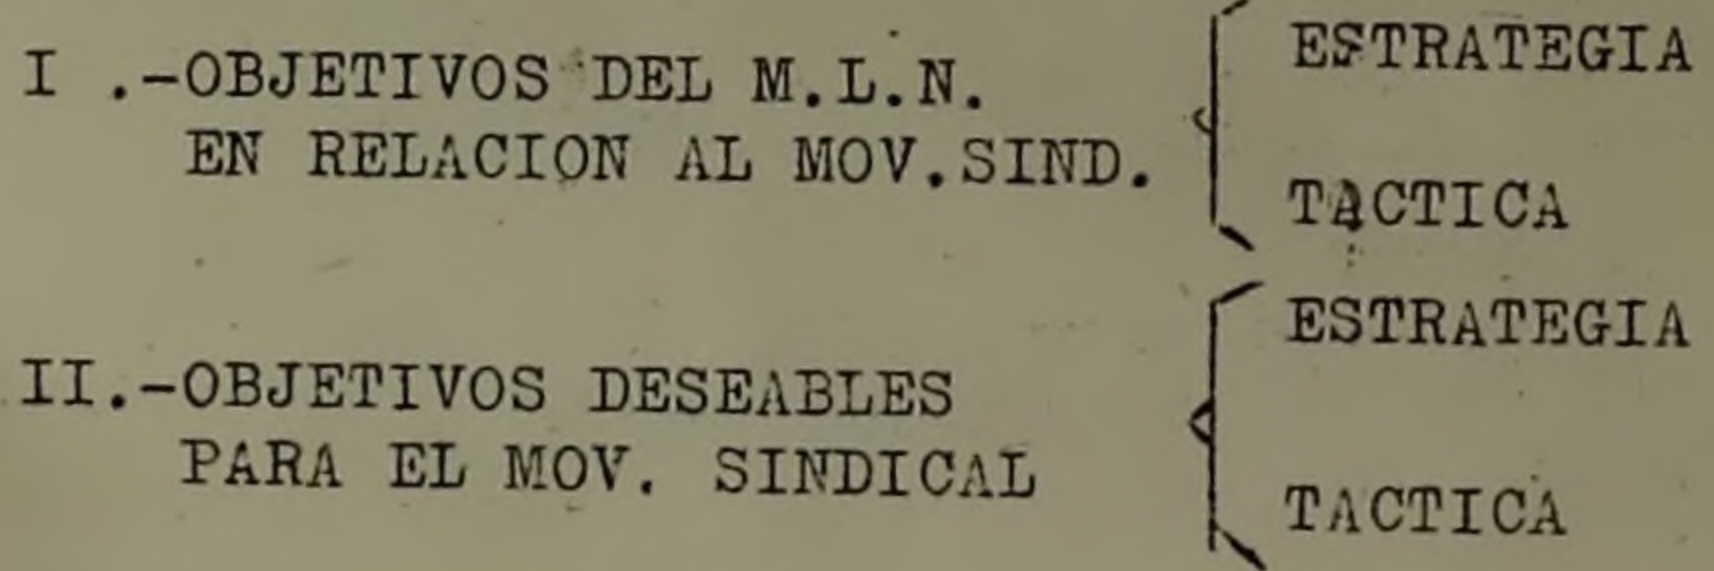 I .-OBJETIVOS DEL M.L.N.
EN RELACION AL MOV.SIND.
ESTRATEGIA
TACTICA
II.-OBJETIVOS DESEABLES
PARA EL MOV. SINDICAL
ESTRATEGIA
TACTICA